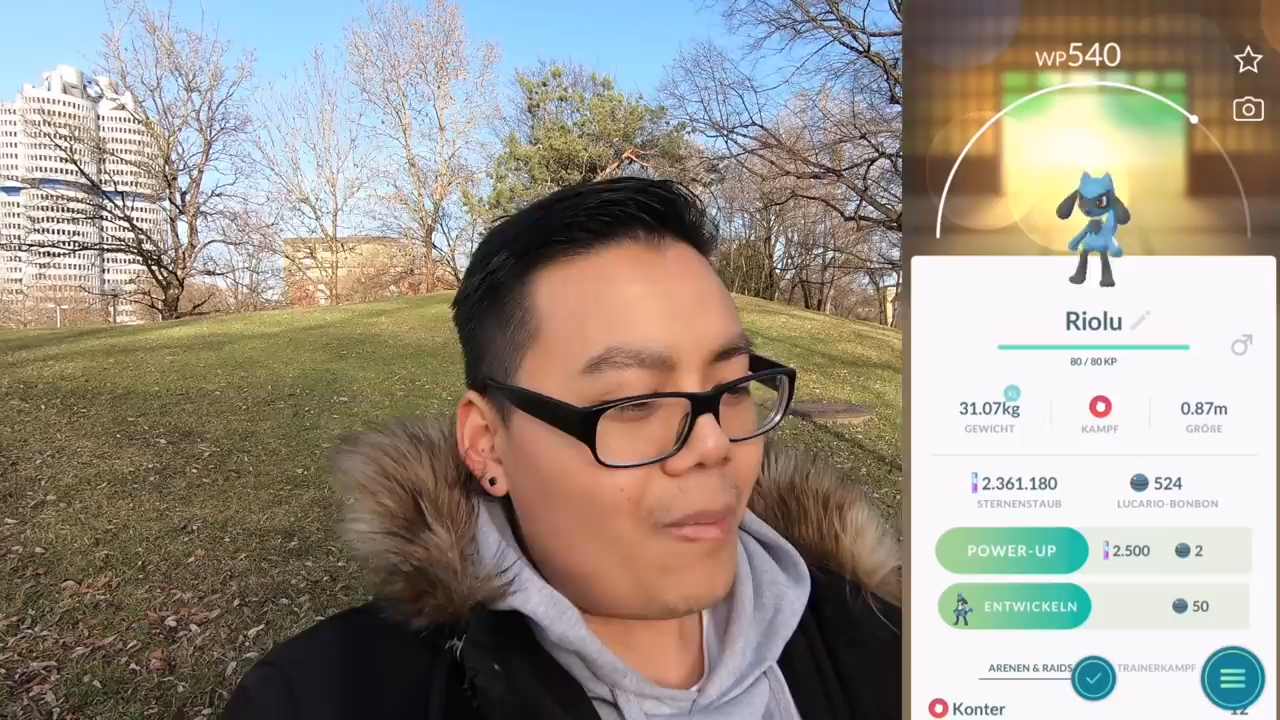 WP540
Riolu
80 / 80 KP
XL
31.07kg
GEWICHT
KAMPF
0.87m
GRÖßE
2.361.180
STERNENSTAUB
524
LUCARIO-BONBON
POWER-UP
2.500
2
ENTWICKELN
50
ARENEN & RAIDS
TRAINERKAMPF
Konter
12